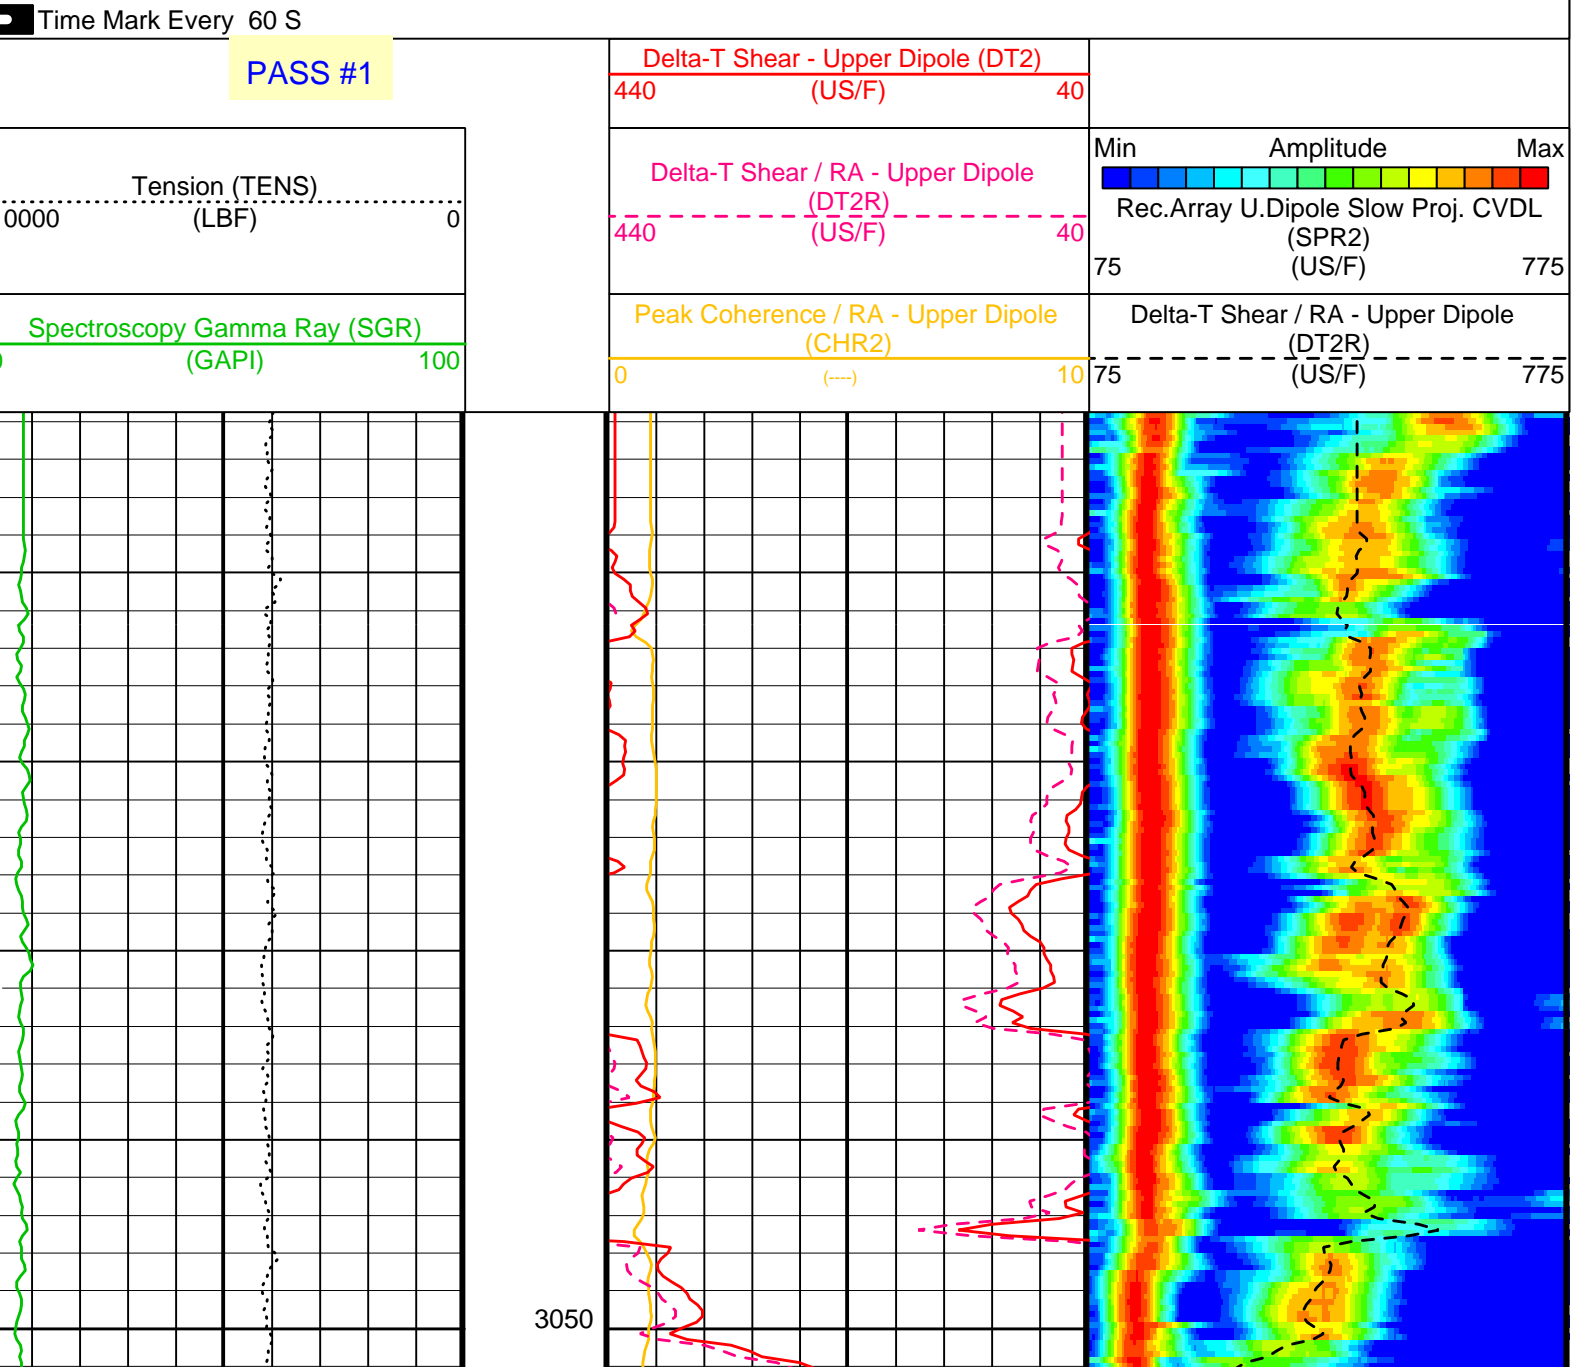 Time Mark Every 60 S
PASS #1
Delta-T Shear - Upper Dipole (DT2)
440 (US/F) 40
Tension (TENS)
0000 (LBF) 0
Delta-T Shear / RA - Upper Dipole
(DT2R)
440 (US/F) 40
Min Amplitude Max
Rec.Array U.Dipole Slow Proj. CVDL
(SPR2)
75 (US/F) 775
Spectroscopy Gamma Ray (SGR)
(GAPI) 100
Peak Coherence / RA - Upper Dipole
(CHR2)
0 (----) 10
Delta-T Shear / RA - Upper Dipole
(DT2R)
75 (US/F) 775
3050